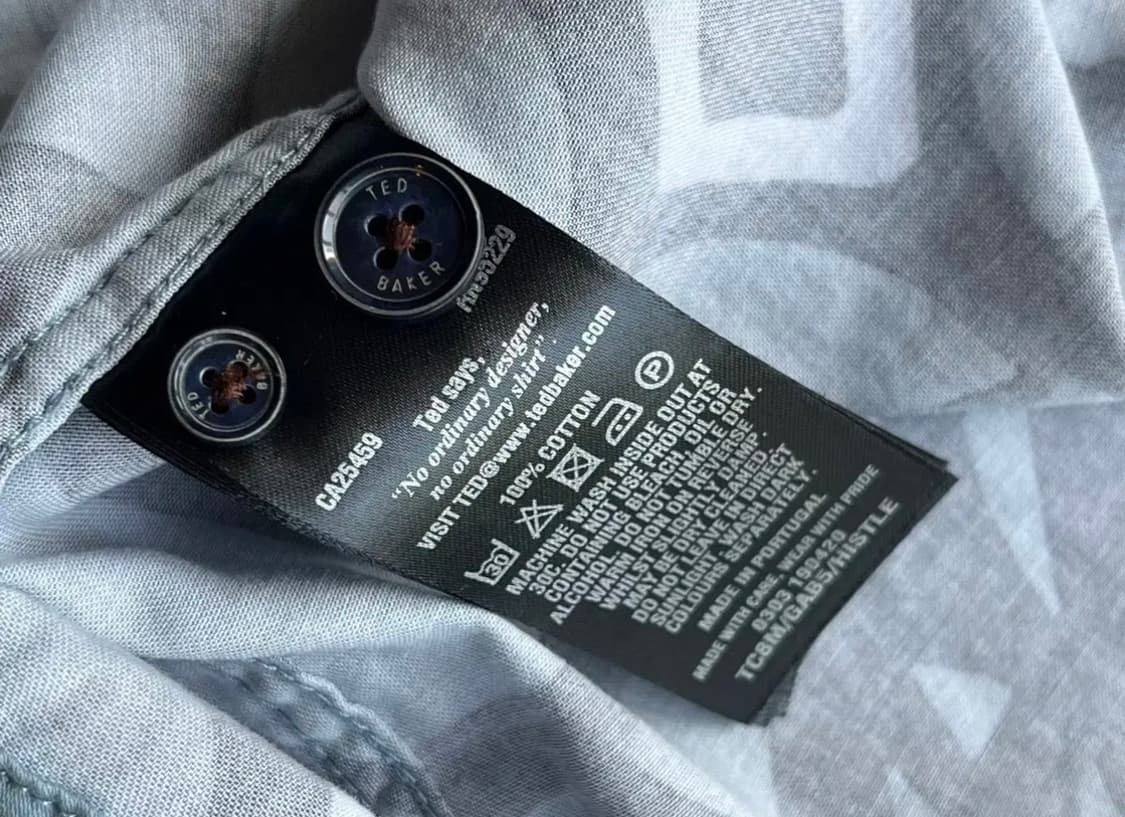 TED
BAKER
TED
BAKER
CA25459
Ted says,
"No ordinary designer,
no ordinary shirt".
VISIT TED@www.tedbaker.com
100% COTTON
30
P
MACHINE WASH INSIDE OUT AT
30C. DO NOT USE PRODUCTS
CONTAINING BLEACH, OIL OR
ALCOHOL. DO NOT TUMBLE DRY.
WARM IRON ON REVERSE
WHILST SLIGHTLY DAMP.
MAY BE DRY CLEANED.
DO NOT LEAVE IN DIRECT
SUNLIGHT. WASH DARK
COLOURS SEPARATELY.
MADE IN PORTUGAL
MADE WITH CARE. WEAR WITH PRIDE
0303-190420
TC8M/GAB5/HISTLE